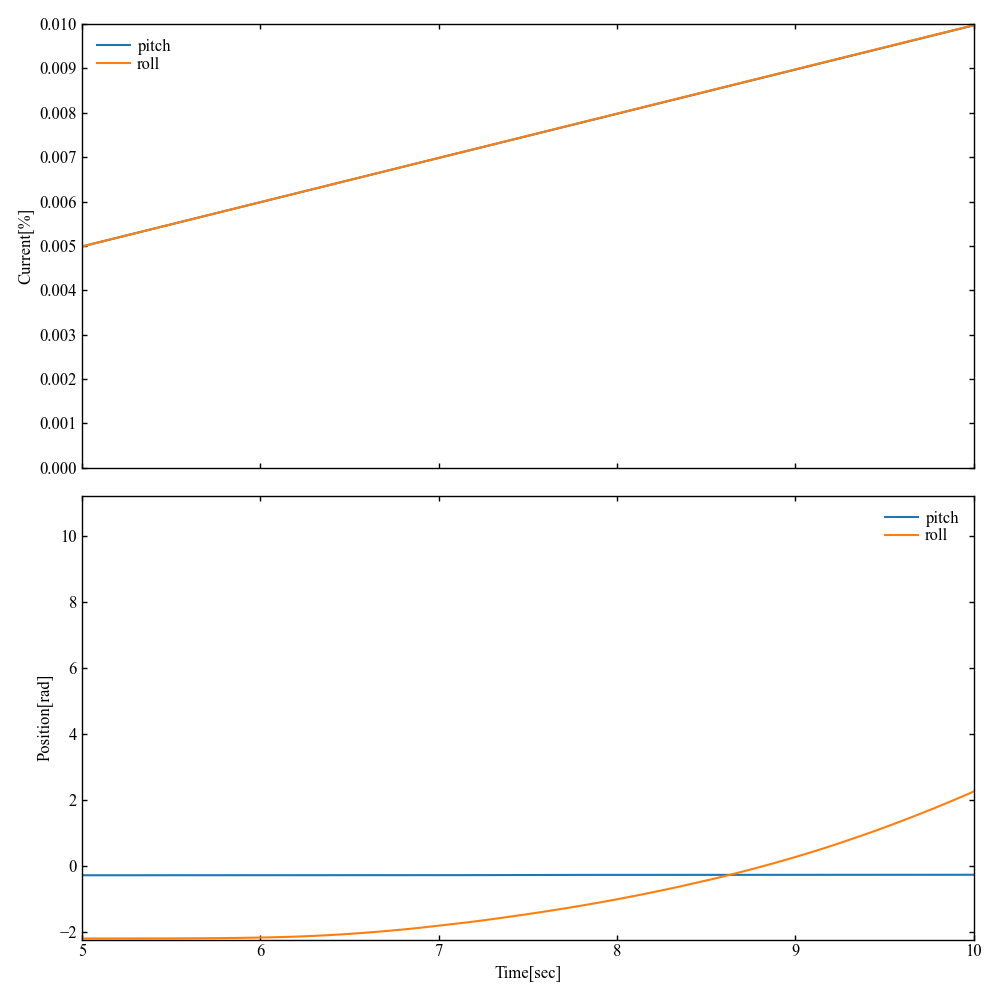 0.010
0.009
0.008
0.007
0.006
0.005
0.004
0.003
0.002
0.001
0.000
Current[%]
pitch
roll
10
8
6
4
2
0
−2
Position[rad]
pitch
roll
5 6 7 8 9 10
Time[sec]